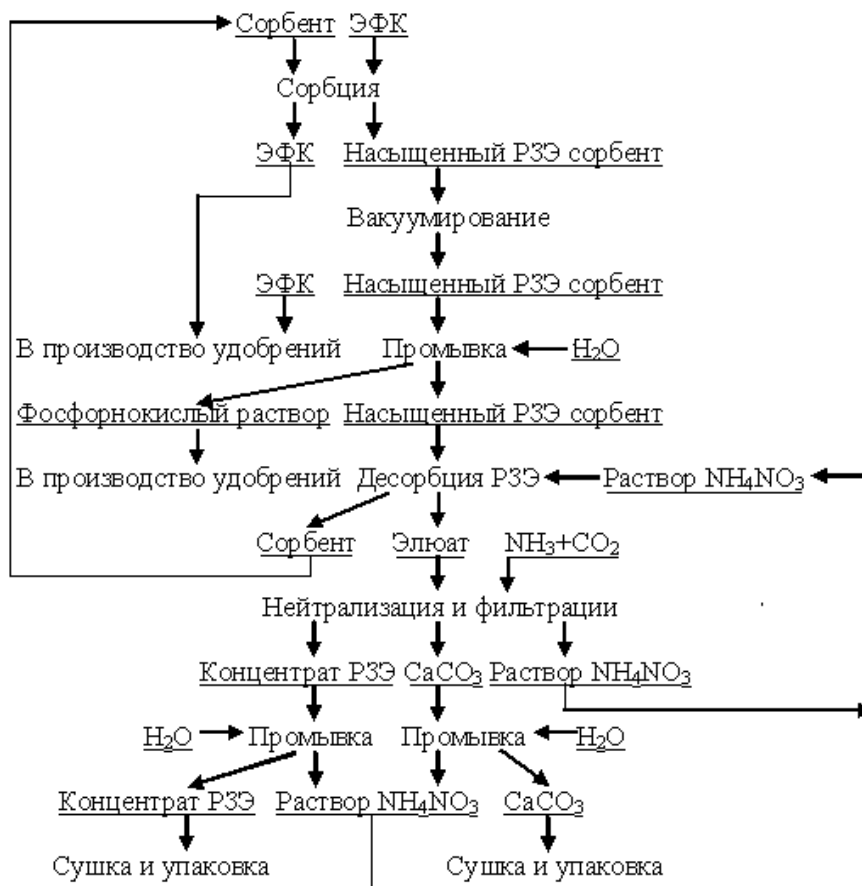 Сорбент ЭФК
Сорбция
ЭФК Насыщенный РЗЭ сорбент
Вакуумирование
ЭФК Насыщенный РЗЭ сорбент
В производство удобрений Промывка H₂O
Фосфорнокислый раствор Насыщенный РЗЭ сорбент
В производство удобрений Десорбция РЗЭ Раствор NH₄NO₃
Сорбент Элюат NH₃+CO₂
Нейтрализация и фильтрации
Концентрат РЗЭ CaCO₃ Раствор NH₄NO₃
H₂O Промывка Промывка H₂O
Концентрат РЗЭ Раствор NH₄NO₃ CaCO₃
Сушка и упаковка Сушка и упаковка